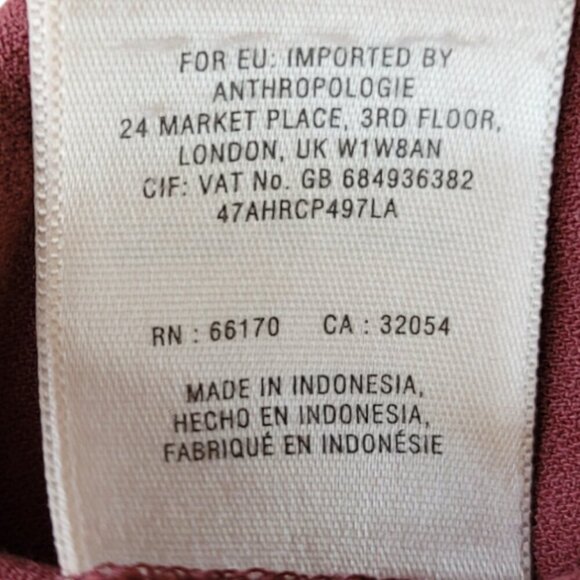 FOR EU: IMPORTED BY
ANTHROPOLOGIE
24 MARKET PLACE, 3RD FLOOR,
LONDON, UK W1W8AN
CIF: VAT No. GB 684936382
47AHRCP497LA
RN : 66170 CA : 32054
MADE IN INDONESIA,
HECHO EN INDONESIA,
FABRIQUÉ EN INDONÉSIE